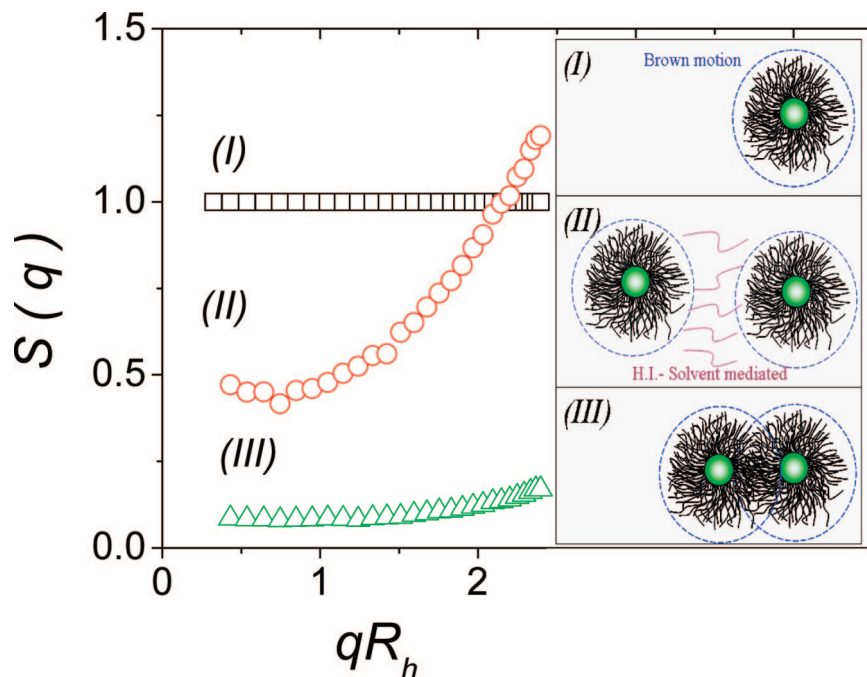 1.5
1.0
0.5
0.0
S ( q )
0
1
2
qR_h
(I)
(II)
(III)
(I)
Brown motion
(II)
H.I.- Solvent mediated
(III)